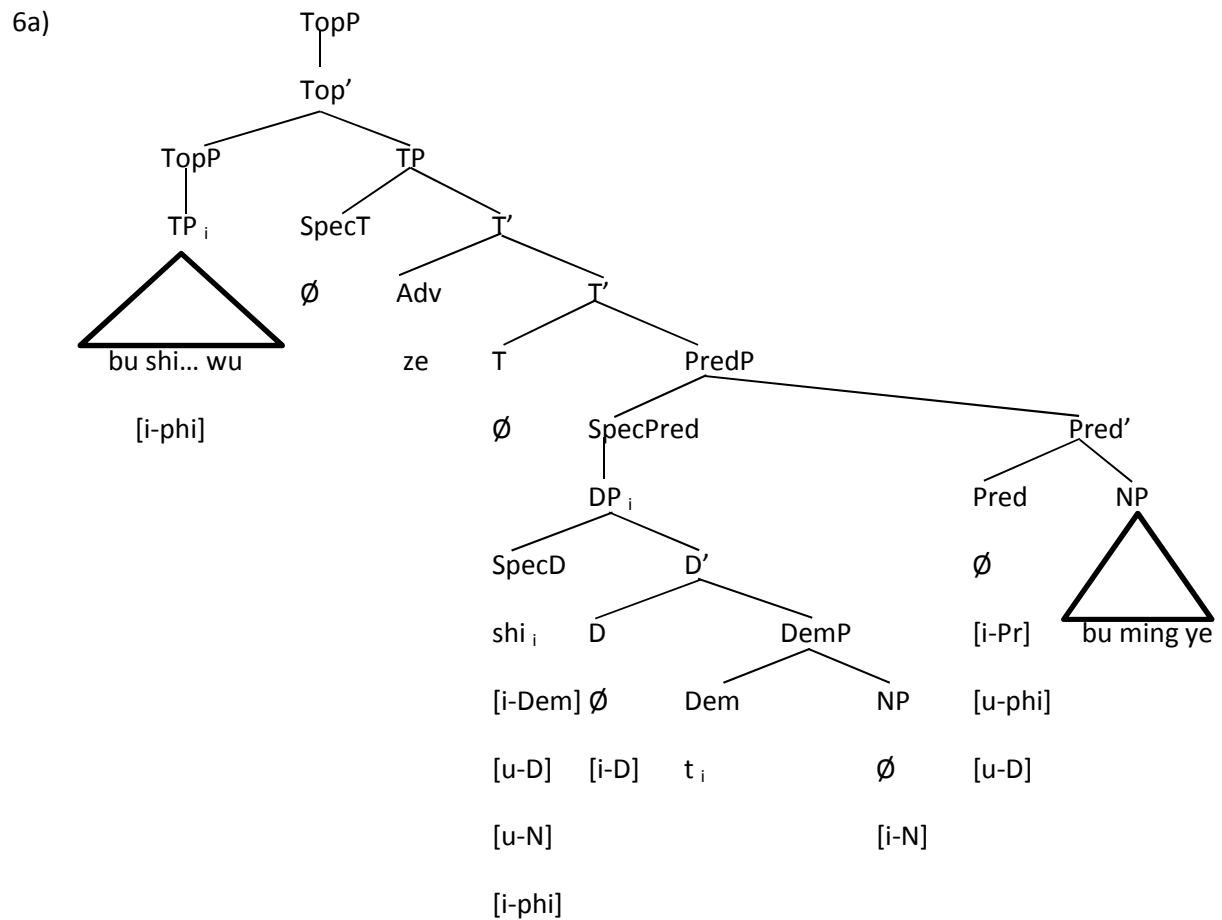 6a) TopP
Top’
TopP TP
TP i SpecT T’
Ø Adv T’
bu shi... wu ze T PredP
[i-phi] Ø SpecPred Pred’
DP i Pred NP
SpecD D’ Ø
shi i D DemP [i-Pr] bu ming ye
[i-Dem] Ø Dem NP [u-phi]
[u-D] [i-D] t i Ø [u-D]
[u-N] [i-N]
[i-phi]